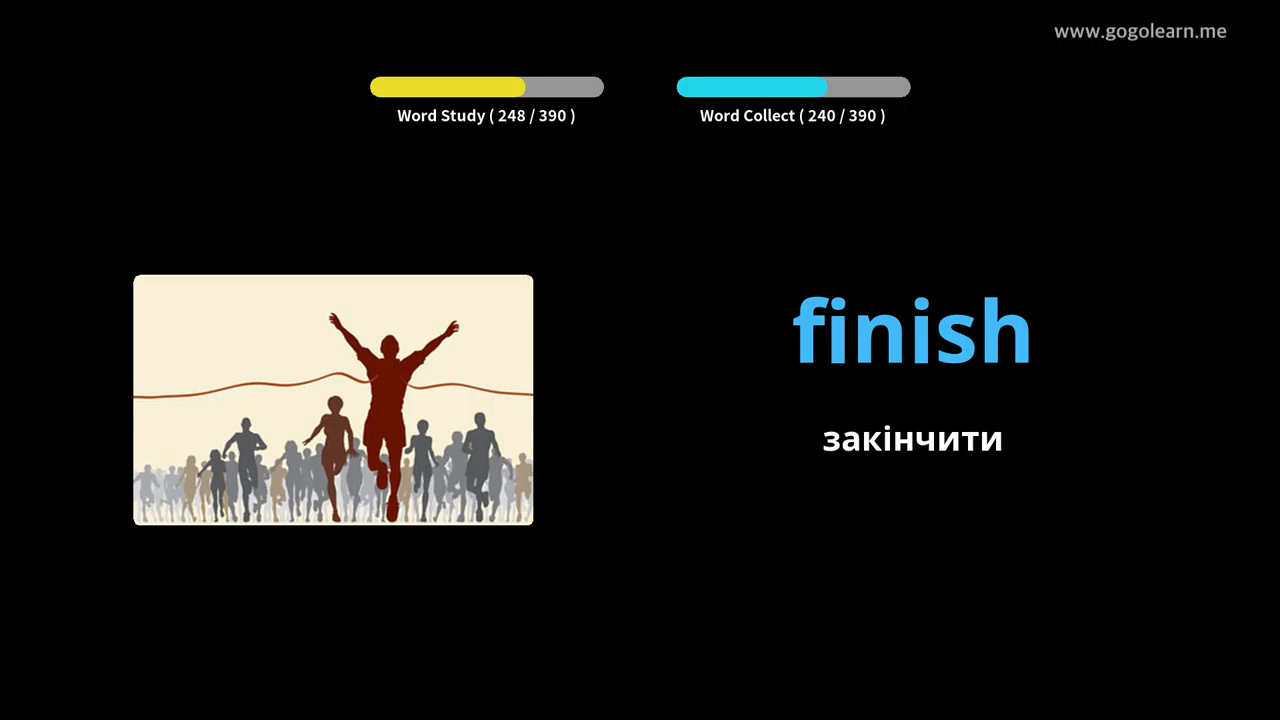 www.gogolearn.me
Word Study ( 248 / 390 )
Word Collect ( 240 / 390 )
finish
закінчити